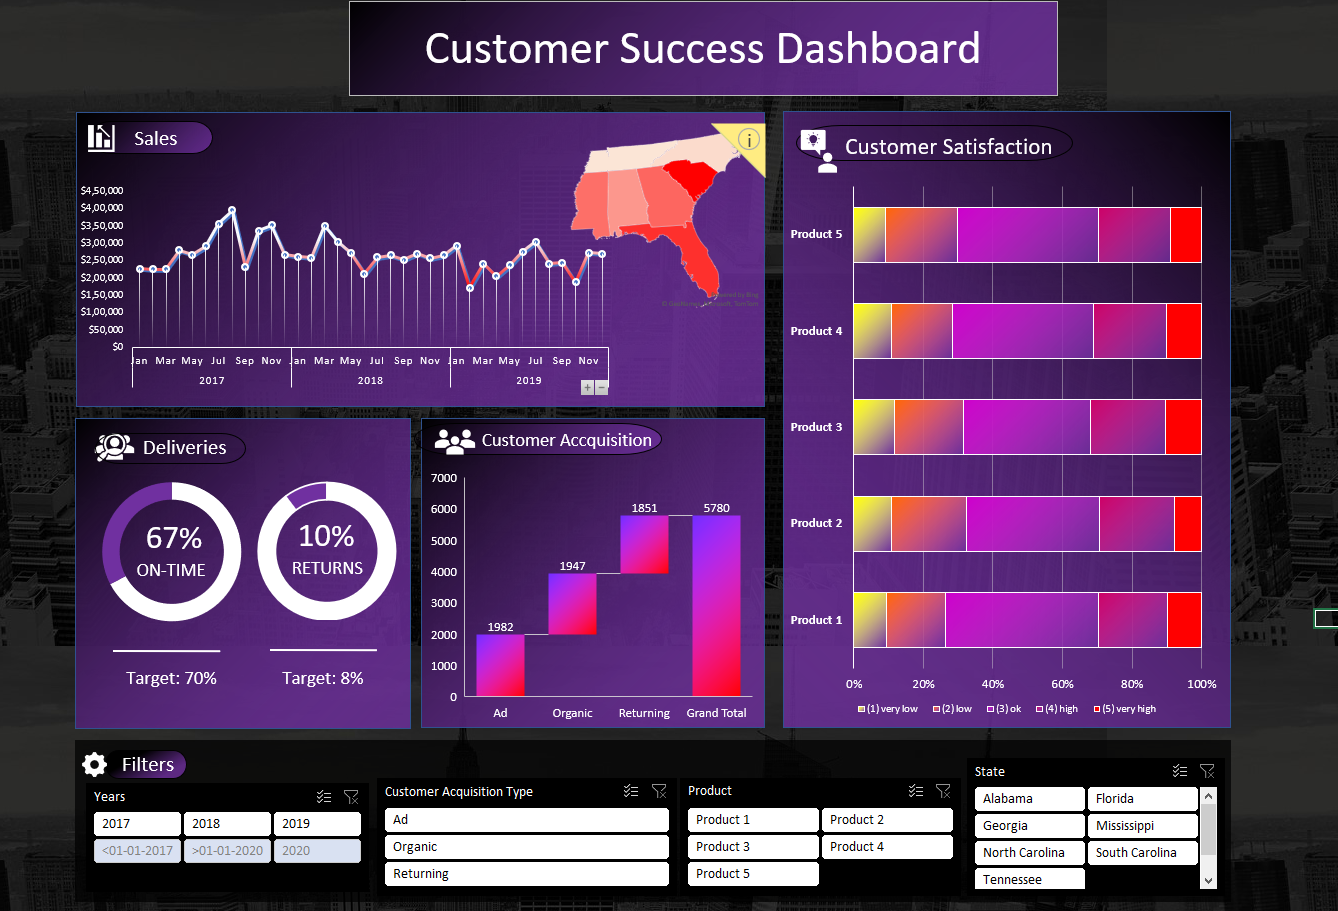 Customer Success Dashboard
Sales
$4,50,000
$4,00,000
$3,50,000
$3,00,000
$2,50,000
$2,00,000
$1,50,000
$1,00,000
$50,000
$0
Jan Mar May Jul Sep Nov Jan Mar May Jul Sep Nov Jan Mar May Jul Sep Nov
2017 2018 2019
Customer Satisfaction
Product 5
Product 4
Product 3
Product 2
Product 1
0% 20% 40% 60% 80% 100%
(1) very low (2) low (3) ok (4) high (5) very high
Deliveries
67%
ON-TIME
10%
RETURNS
Target: 70%
Target: 8%
Customer Accquisition
7000
6000
5000
4000
3000
2000
1000
0
1982
1947
1851
5780
Ad Organic Returning Grand Total
Filters
Years
2017 2018 2019
<01-01-2017 >01-01-2020 2020
Customer Acquisition Type
Ad
Organic
Returning
Product
Product 1 Product 2
Product 3 Product 4
Product 5
State
Alabama Florida
Georgia Mississippi
North Carolina South Carolina
Tennessee